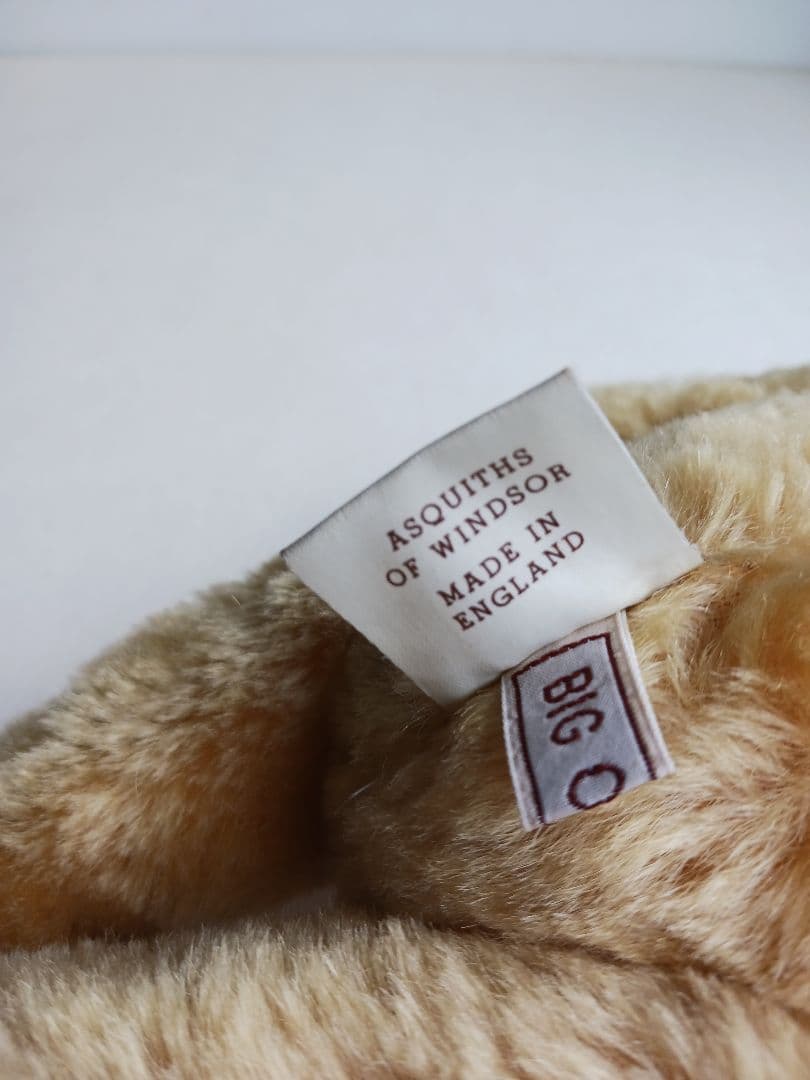 ASQUITHS
OF WINDSOR
MADE IN
ENGLAND
BIG O